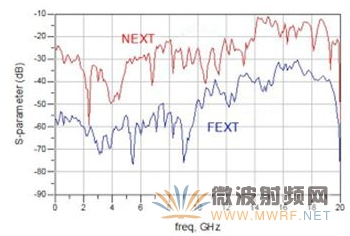 NEXT
FEXT
S-parameter (dB)
-10
-20
-30
-40
-50
-60
-70
-80
-90
0 2 4 6 8 10 12 14 16 18 20
freq, GHz
微波射频网
WWW.MWRF.NET